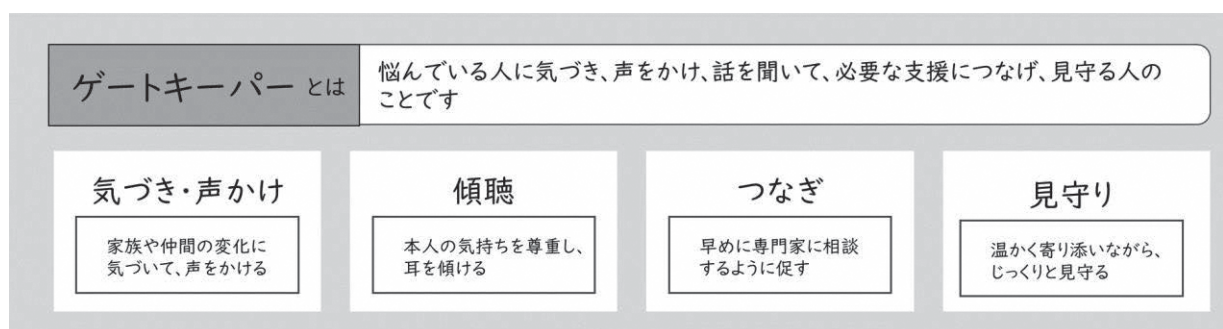 ゲートキーパー とは
悩んでいる人に気づき、声をかけ、話を聞いて、必要な支援につなげ、見守る人の
ことです
気づき・声かけ
家族や仲間の変化に
気づいて、声をかける
傾聴
本人の気持ちを尊重し、
耳を傾ける
つなぎ
早めに専門家に相談
するように促す
見守り
温かく寄り添いながら、
じっくりと見守る